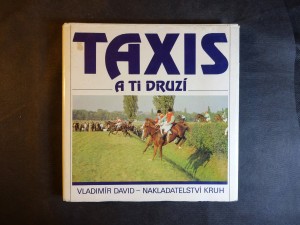 TAXIS
A TI DRUZÍ
VLADIMÍR DAVID – NAKLADATELSTVÍ KRUH